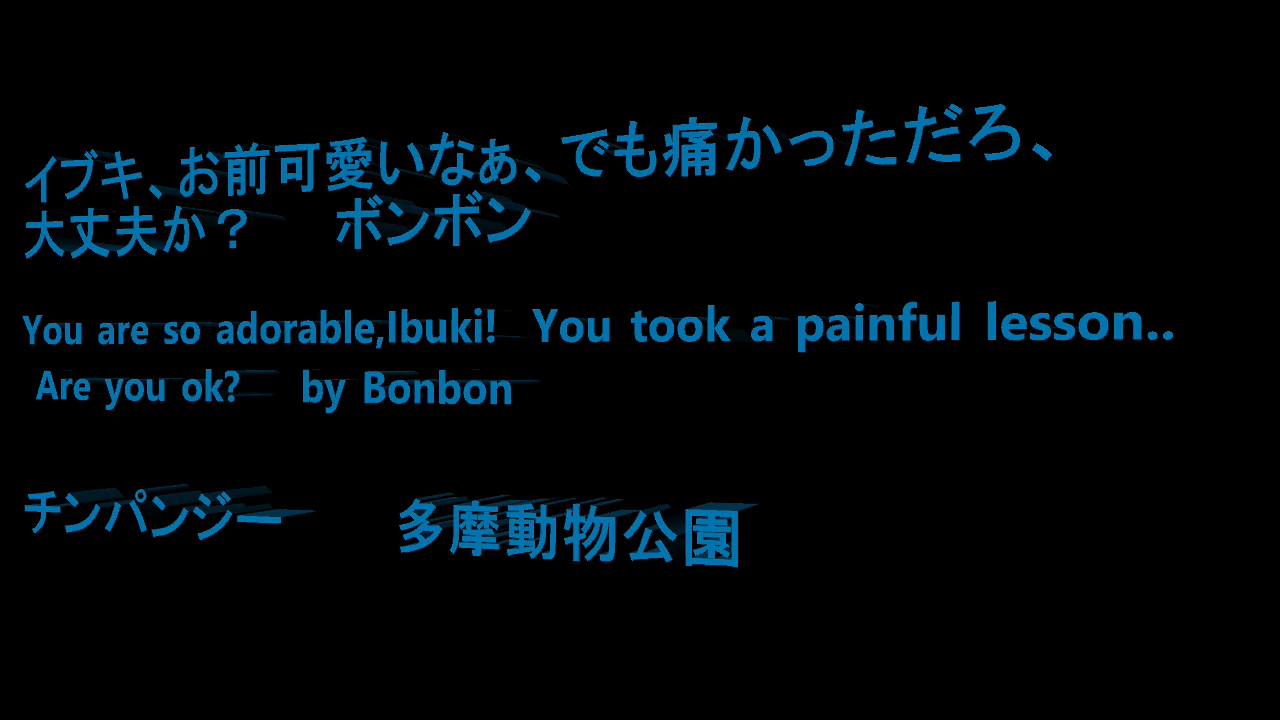 イブキ、お前可愛いなぁ、でも痛かっただろ、
大丈夫か？　　ボンボン
You are so adorable,Ibuki!  You took a painful lesson..
Are you ok?    by Bonbon
チンパンジー　　多摩動物公園